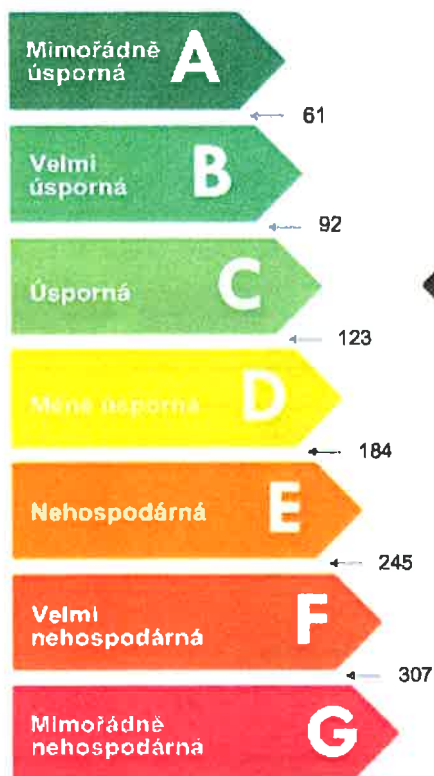 Mimořádně
úsporná
A
61
Velmi
úsporná
B
92
Úsporná
C
123
Méně úsporná
D
184
Nehospodárná
E
245
Velmi
nehospodárná
F
307
Mimořádně
nehospodárná
G